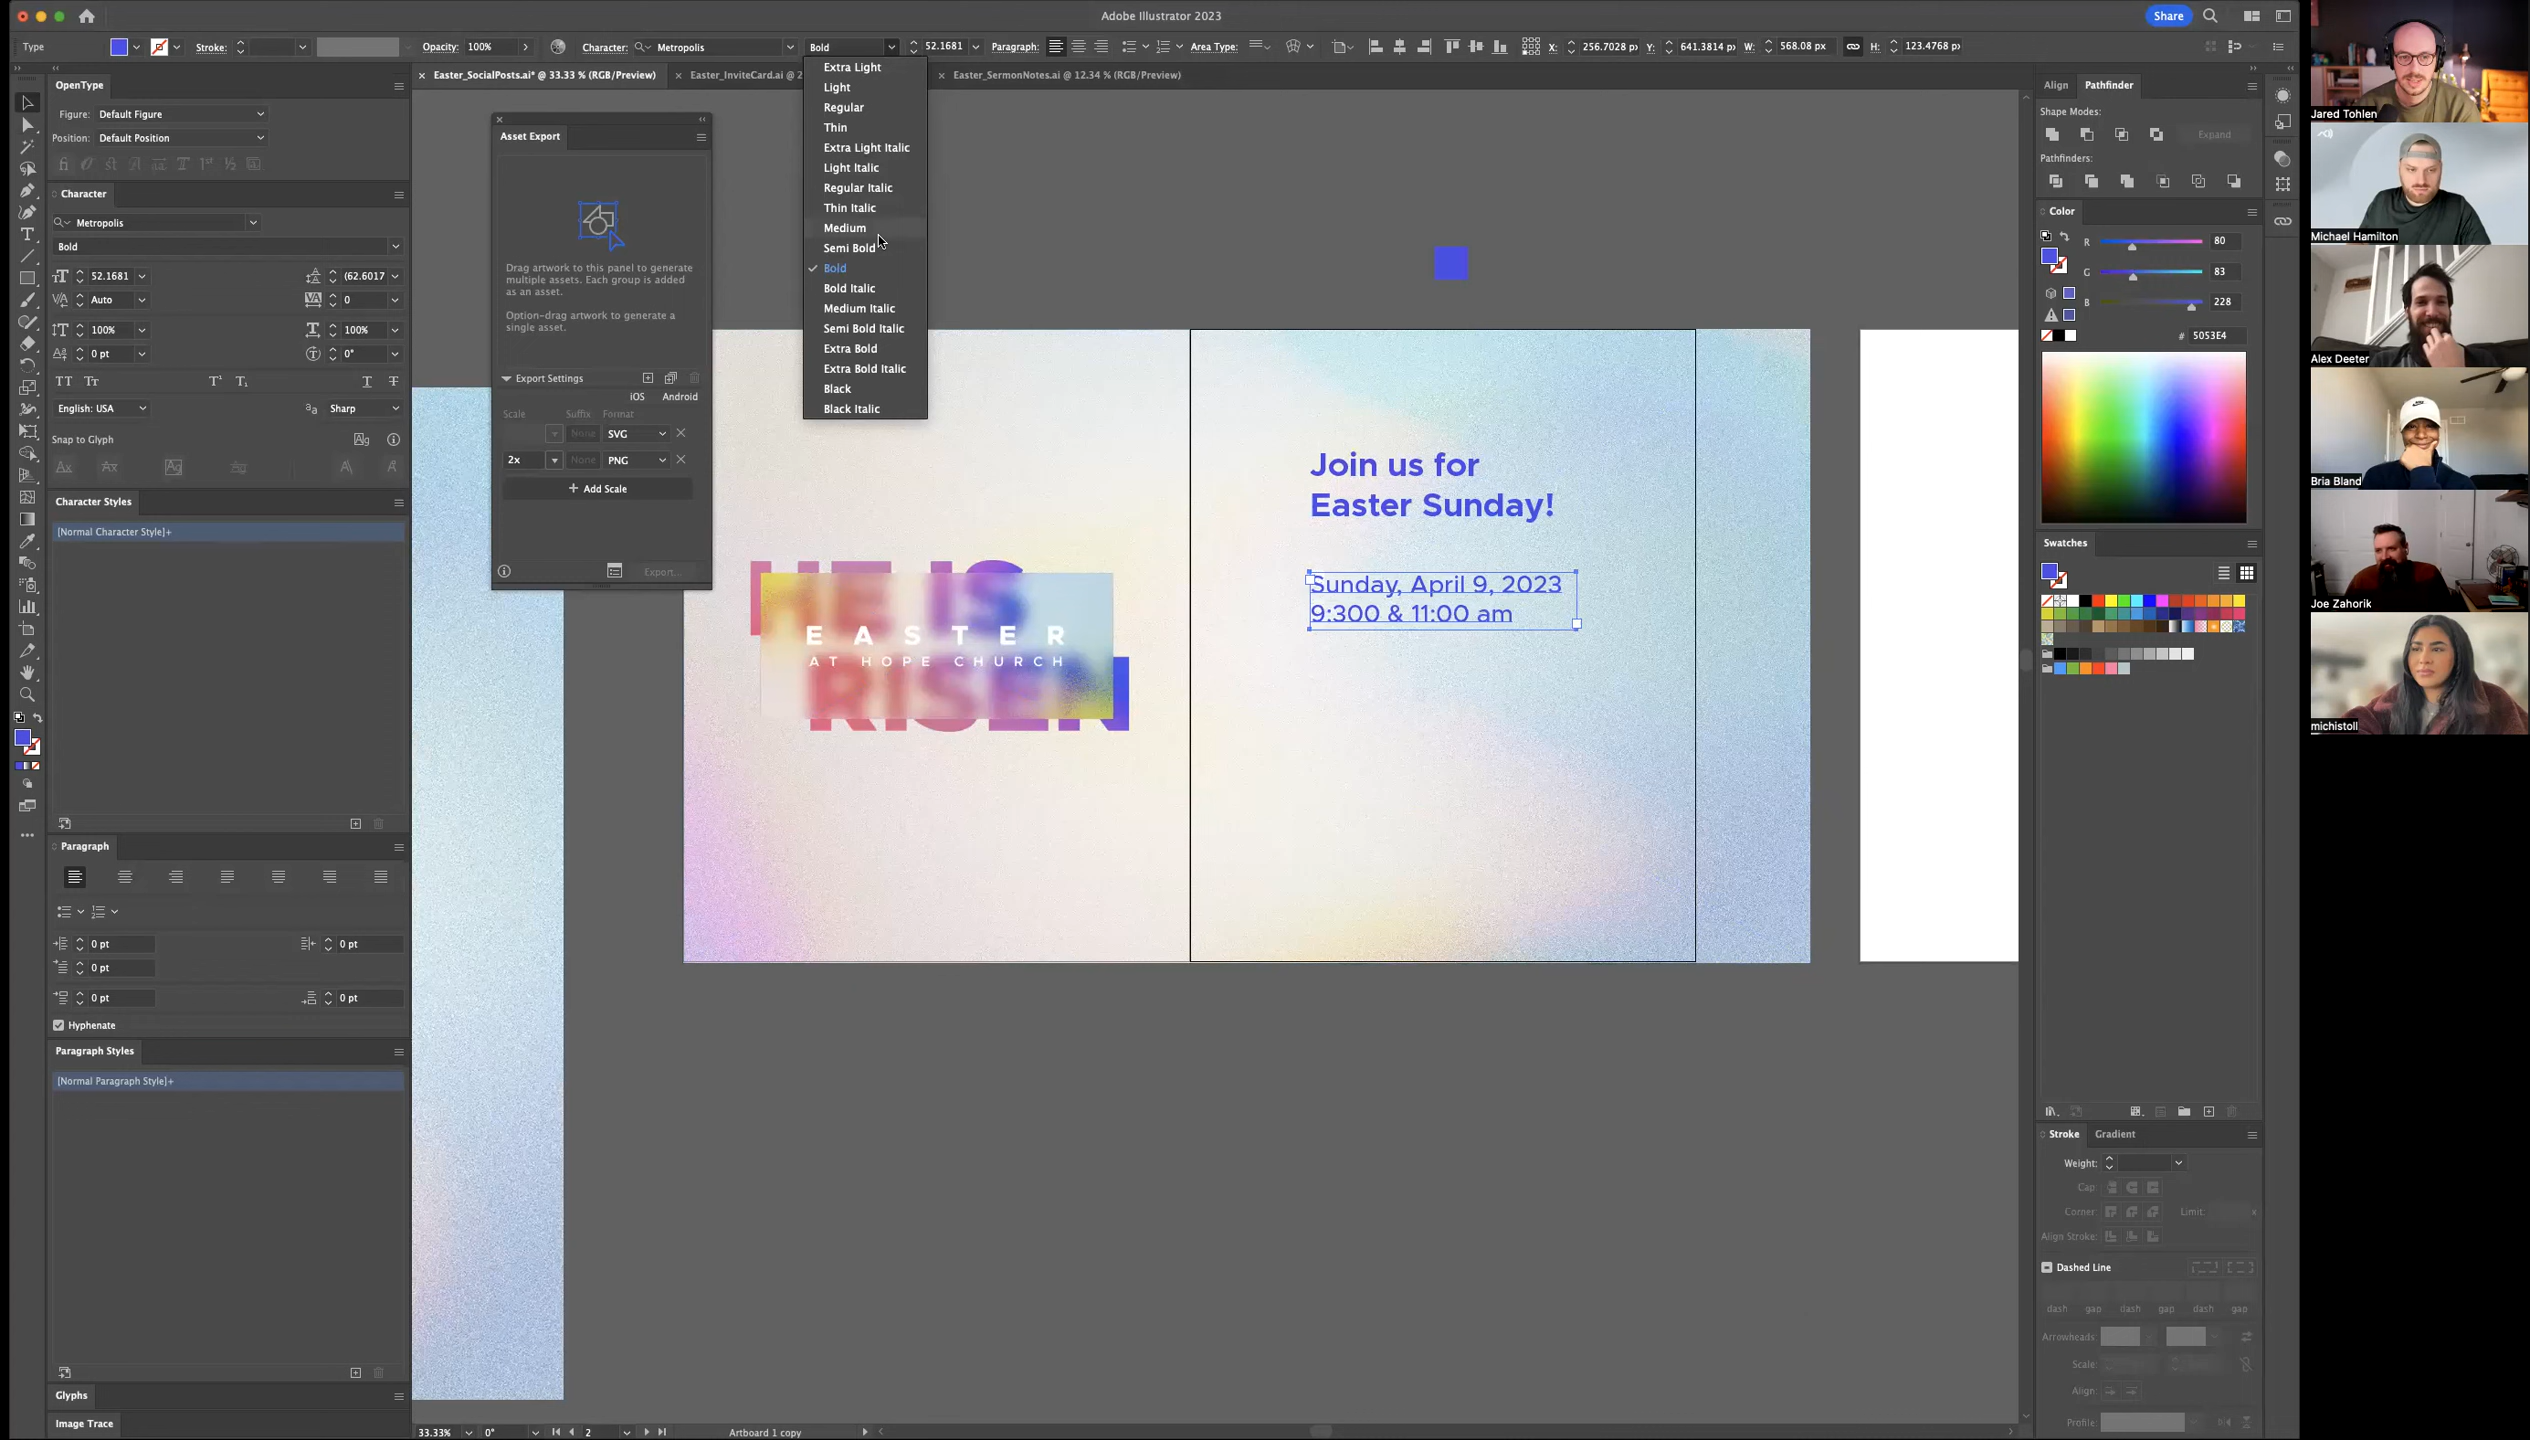 Adobe Illustrator 2023
Share
Type
Stroke:
Opacity:
100%
Character:
Metropolis
Bold
52.1681
Paragraph:
Area Type:
X:
256.7028 px
Y:
641.3814 px
W:
568.08 px
H:
123.4768 px
Easter_SocialPosts.ai* @ 33.33 % (RGB/Preview)
Easter_InviteCard.ai @ 2
Easter_SermonNotes.ai @ 12.34 % (RGB/Preview)
Extra Light
Light
Regular
Thin
Extra Light Italic
Light Italic
Regular Italic
Thin Italic
Medium
Semi Bold
Bold
Bold Italic
Medium Italic
Semi Bold Italic
Extra Bold
Extra Bold Italic
Black
Black Italic
OpenType
Figure:
Default Figure
Position:
Default Position
Character
Metropolis
Bold
52.1681
(62.6017
Auto
0
100%
100%
0 pt
0°
English: USA
Sharp
Snap to Glyph
Character Styles
[Normal Character Style]+
Paragraph
0 pt
0 pt
0 pt
0 pt
0 pt
Hyphenate
Paragraph Styles
[Normal Paragraph Style]+
Glyphs
Image Trace
Asset Export
Drag artwork to this panel to generate
multiple assets. Each group is added
as an asset.
Option-drag artwork to generate a
single asset.
Export Settings
iOS
Android
Scale
Suffix
Format
None
SVG
2x
None
PNG
+ Add Scale
Export...
HE IS
EASTER
AT HOPE CHURCH
RISEN
Join us for
Easter Sunday!
Sunday, April 9, 2023
9:300 & 11:00 am
33.33%
0°
2
Artboard 1 copy
Align
Pathfinder
Shape Modes:
Expand
Pathfinders:
Color
R
80
G
83
B
228
#
5053E4
Swatches
Stroke
Gradient
Weight:
Cap:
Corner:
Limit:
x
Align Stroke:
Dashed Line
dash
gap
dash
gap
dash
gap
Arrowheads:
Scale:
Align:
Profile:
Jared Tohlen
Michael Hamilton
Alex Deeter
Bria Bland
Joe Zahorik
michistoll